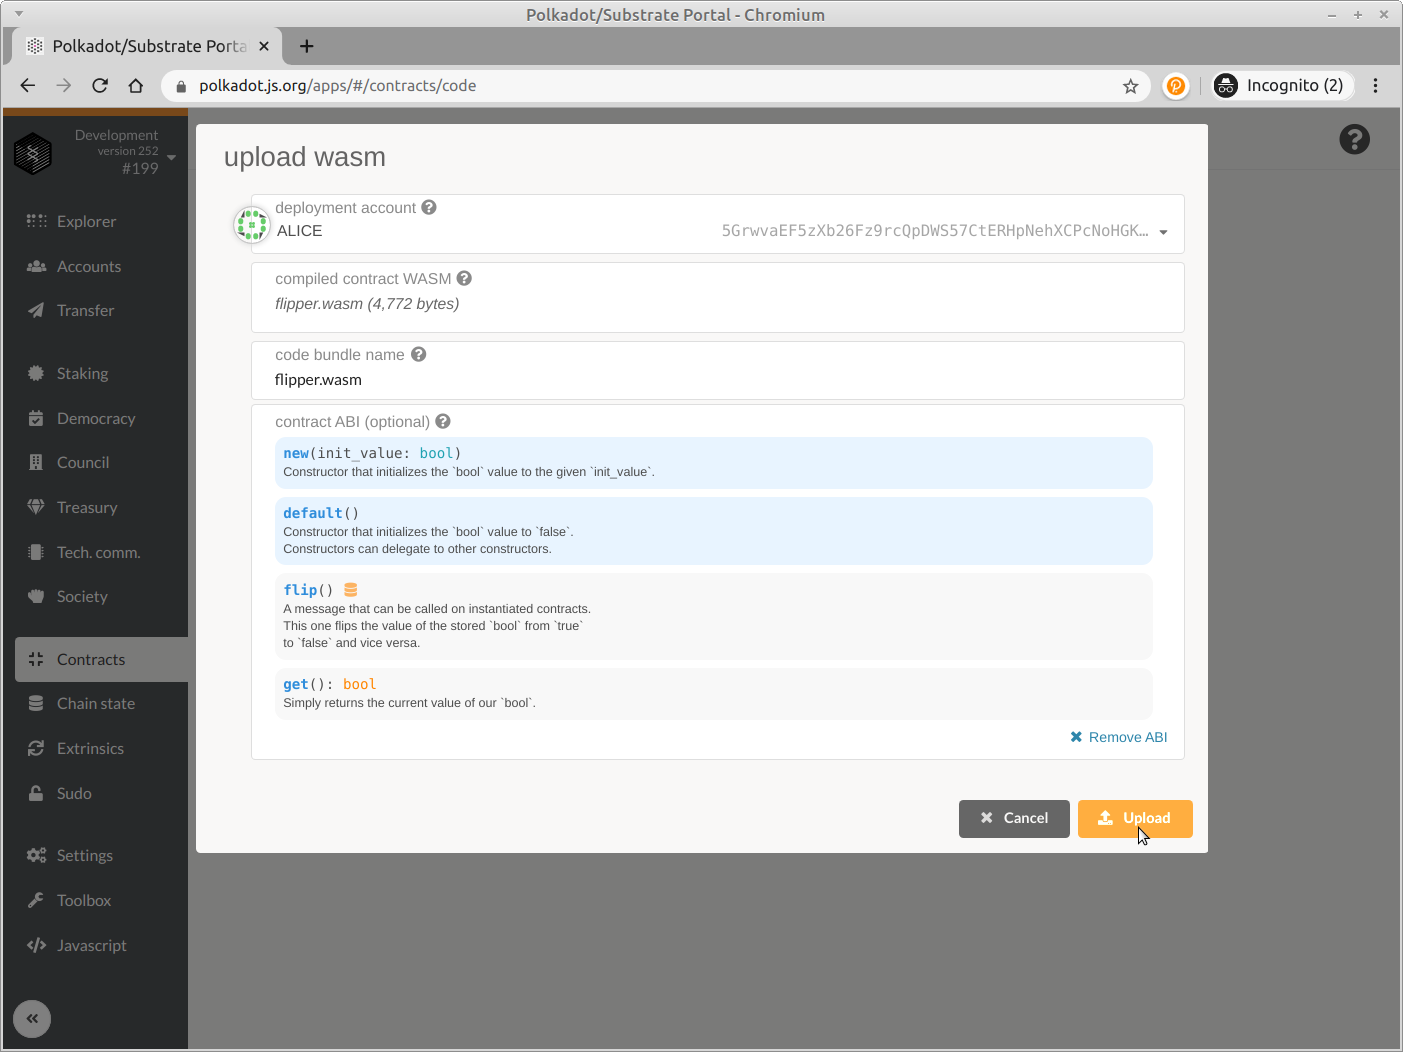 Polkadot/Substrate Portal - Chromium
Polkadot/Substrate Porta
polkadot.js.org/apps/#/contracts/code
Incognito (2)
Development
version 252
#199
Explorer
Accounts
Transfer
Staking
Democracy
Council
Treasury
Tech. comm.
Society
Contracts
Chain state
Extrinsics
Sudo
Settings
Toolbox
Javascript
upload wasm
deployment account
ALICE 5GrwvaEF5zXb26Fz9rcQpDWS57CtERHpNehXCPcNoHGK…
compiled contract WASM
flipper.wasm (4,772 bytes)
code bundle name
flipper.wasm
contract ABI (optional)
new(init_value: bool)
Constructor that initializes the `bool` value to the given `init_value`.
default()
Constructor that initializes the `bool` value to `false`.
Constructors can delegate to other constructors.
flip()
A message that can be called on instantiated contracts.
This one flips the value of the stored `bool` from `true`
to `false` and vice versa.
get(): bool
Simply returns the current value of our `bool`.
Remove ABI
Cancel
Upload